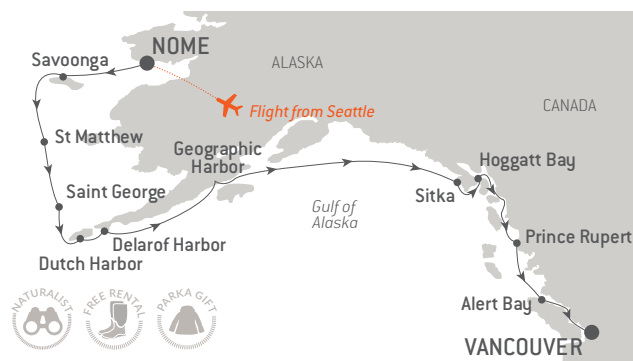 NOME
Savoonga
ALASKA
Flight from Seattle
CANADA
St Matthew
Geographic
Harbor
Hoggatt Bay
Saint George
Sitka
Gulf of
Alaska
Delarof Harbor
Dutch Harbor
Prince Rupert
Alert Bay
VANCOUVER
NATURALIST
FREE RENTAL
PARKA GIFT